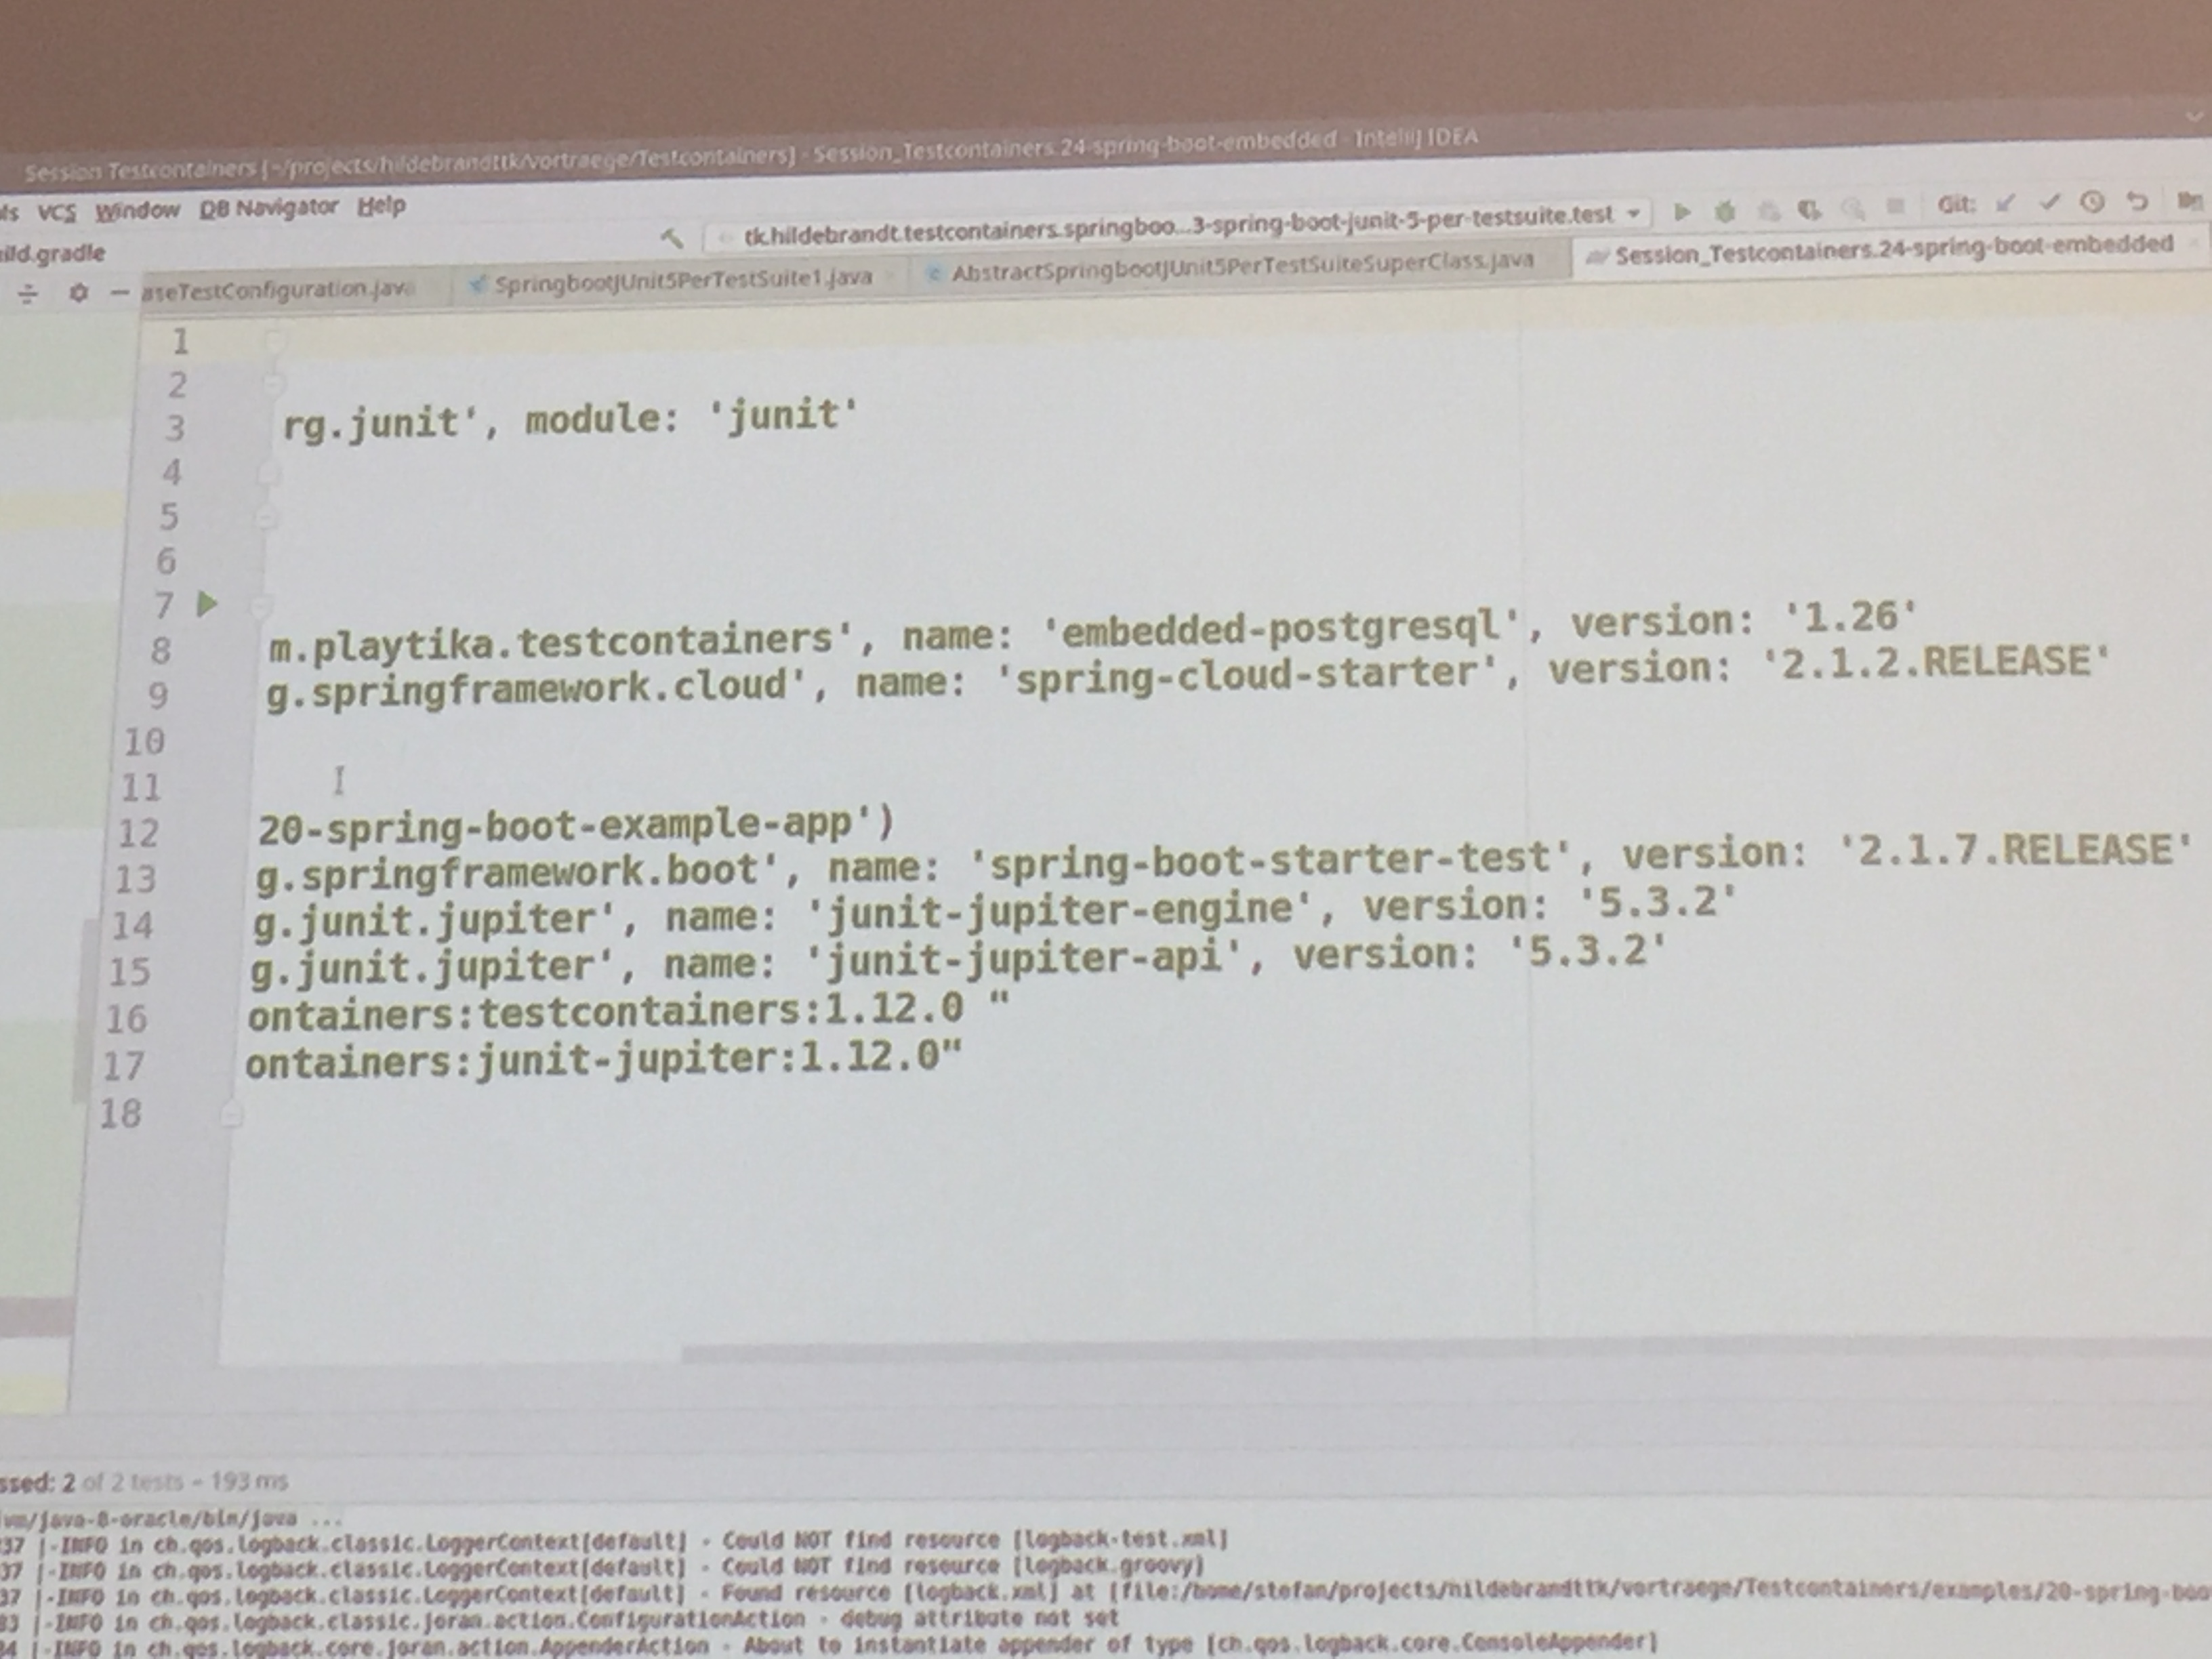 Session Testcontainers [~/projects/hildebrandttk/vortraege/Testcontainers] - Session_Testcontainers.24-spring-boot-embedded - IntelliJ IDEA
VCS Window DB Navigator Help
ild.gradle
tk.hildebrandt.testcontainers.springboo...3-spring-boot-junit-5-per-testsuite.test
Git:
aseTestConfiguration.java
SpringbootJUnit5PerTestSuite1.java
AbstractSpringbootJUnit5PerTestSuiteSuperClass.java
Session_Testcontainers.24-spring-boot-embedded
1
2
3 rg.junit', module: 'junit'
4
5
6
7
8 m.playtika.testcontainers', name: 'embedded-postgresql', version: '1.26'
9 g.springframework.cloud', name: 'spring-cloud-starter', version: '2.1.2.RELEASE'
10
11
12 20-spring-boot-example-app')
13 g.springframework.boot', name: 'spring-boot-starter-test', version: '2.1.7.RELEASE'
14 g.junit.jupiter', name: 'junit-jupiter-engine', version: '5.3.2'
15 g.junit.jupiter', name: 'junit-jupiter-api', version: '5.3.2'
16 ontainers:testcontainers:1.12.0 "
17 ontainers:junit-jupiter:1.12.0"
18
ssed: 2 of 2 tests – 193 ms
/java-8-oracle/bin/java ...
37 |-INFO in ch.qos.logback.classic.LoggerContext[default] - Could NOT find resource [logback-test.xml]
37 |-INFO in ch.qos.logback.classic.LoggerContext[default] - Could NOT find resource [logback.groovy]
37 |-INFO in ch.qos.logback.classic.LoggerContext[default] - Found resource [logback.xml] at [file:/home/stefan/projects/hildebrandttk/vortraege/Testcontainers/examples/20-spring-boo
83 |-INFO in ch.qos.logback.classic.joran.action.ConfigurationAction - debug attribute not set
84 |-INFO in ch.qos.logback.core.joran.action.AppenderAction - About to instantiate appender of type [ch.qos.logback.core.ConsoleAppender]